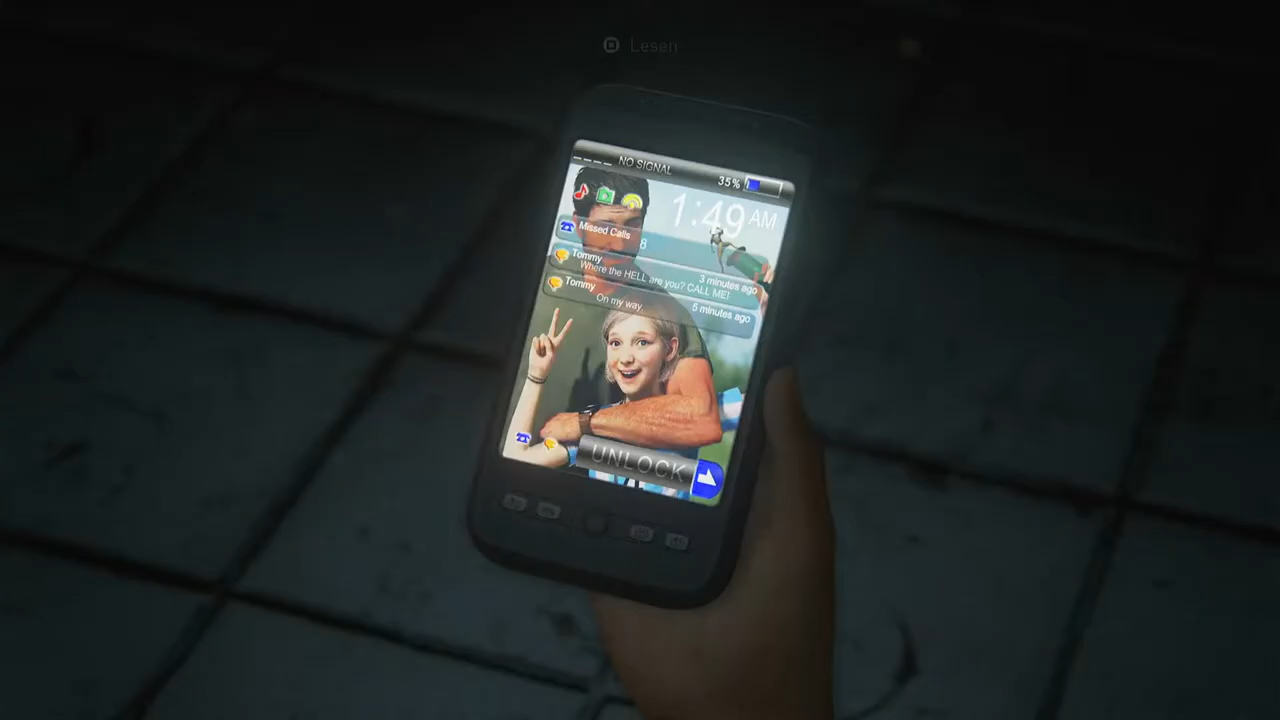 Lesen
NO SIGNAL
35%
1:49 AM
Missed Calls
8
Tommy
3 minutes ago
Where the HELL are you? CALL ME!
Tommy
5 minutes ago
On my way.
UNLOCK